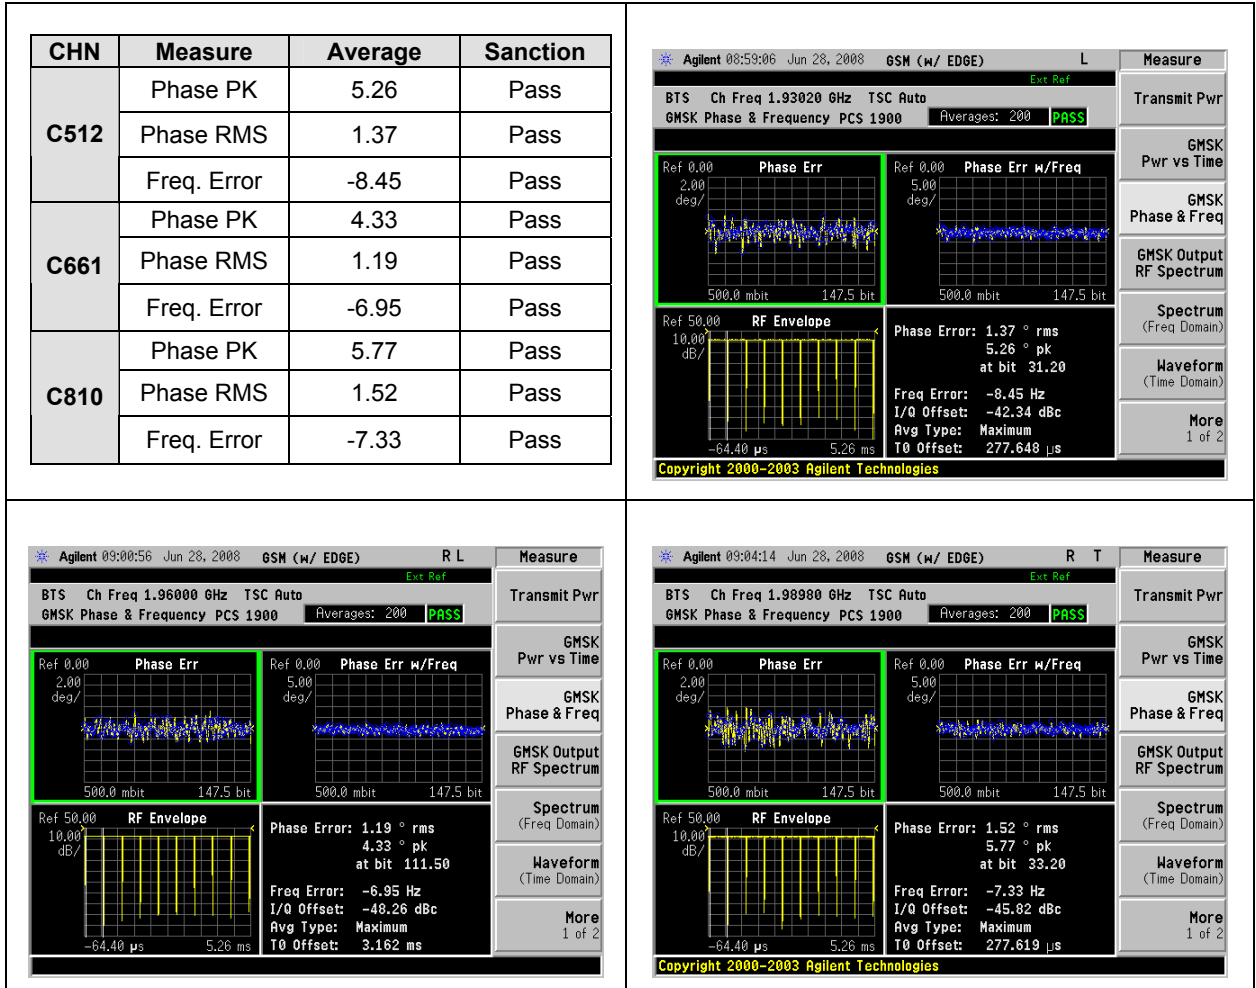 CHN Measure Average Sanction
C512 Phase PK 5.26 Pass
Phase RMS 1.37 Pass
Freq. Error -8.45 Pass
C661 Phase PK 4.33 Pass
Phase RMS 1.19 Pass
Freq. Error -6.95 Pass
C810 Phase PK 5.77 Pass
Phase RMS 1.52 Pass
Freq. Error -7.33 Pass
Agilent 08:59:06 Jun 28, 2008 GSM (w/ EDGE) L
Ext Ref
BTS Ch Freq 1.93020 GHz TSC Auto
GMSK Phase & Frequency PCS 1900 Averages: 200 PASS
Ref 0.00 Phase Err
2.00
deg/
500.0 mbit 147.5 bit
Ref 0.00 Phase Err w/Freq
5.00
deg/
500.0 mbit 147.5 bit
Ref 50.00 RF Envelope
10.00
dB/
-64.40 µs 5.26 ms
Phase Error: 1.37 ° rms
5.26 ° pk
at bit 31.20
Freq Error: -8.45 Hz
I/Q Offset: -42.34 dBc
Avg Type: Maximum
T0 Offset: 277.648 µs
Copyright 2000-2003 Agilent Technologies
Measure
Transmit Pwr
GMSK
Pwr vs Time
GMSK
Phase & Freq
GMSK Output
RF Spectrum
Spectrum
(Freq Domain)
Waveform
(Time Domain)
More
1 of 2
Agilent 09:00:56 Jun 28, 2008 GSM (w/ EDGE) R L
Ext Ref
BTS Ch Freq 1.96000 GHz TSC Auto
GMSK Phase & Frequency PCS 1900 Averages: 200 PASS
Ref 0.00 Phase Err
2.00
deg/
500.0 mbit 147.5 bit
Ref 0.00 Phase Err w/Freq
5.00
deg/
500.0 mbit 147.5 bit
Ref 50.00 RF Envelope
10.00
dB/
-64.40 µs 5.26 ms
Phase Error: 1.19 ° rms
4.33 ° pk
at bit 111.50
Freq Error: -6.95 Hz
I/Q Offset: -48.26 dBc
Avg Type: Maximum
T0 Offset: 3.162 ms
Measure
Transmit Pwr
GMSK
Pwr vs Time
GMSK
Phase & Freq
GMSK Output
RF Spectrum
Spectrum
(Freq Domain)
Waveform
(Time Domain)
More
1 of 2
Agilent 09:04:14 Jun 28, 2008 GSM (w/ EDGE) R T
Ext Ref
BTS Ch Freq 1.98980 GHz TSC Auto
GMSK Phase & Frequency PCS 1900 Averages: 200 PASS
Ref 0.00 Phase Err
2.00
deg/
500.0 mbit 147.5 bit
Ref 0.00 Phase Err w/Freq
5.00
deg/
500.0 mbit 147.5 bit
Ref 50.00 RF Envelope
10.00
dB/
-64.40 µs 5.26 ms
Phase Error: 1.52 ° rms
5.77 ° pk
at bit 33.20
Freq Error: -7.33 Hz
I/Q Offset: -45.82 dBc
Avg Type: Maximum
T0 Offset: 277.619 µs
Copyright 2000-2003 Agilent Technologies
Measure
Transmit Pwr
GMSK
Pwr vs Time
GMSK
Phase & Freq
GMSK Output
RF Spectrum
Spectrum
(Freq Domain)
Waveform
(Time Domain)
More
1 of 2